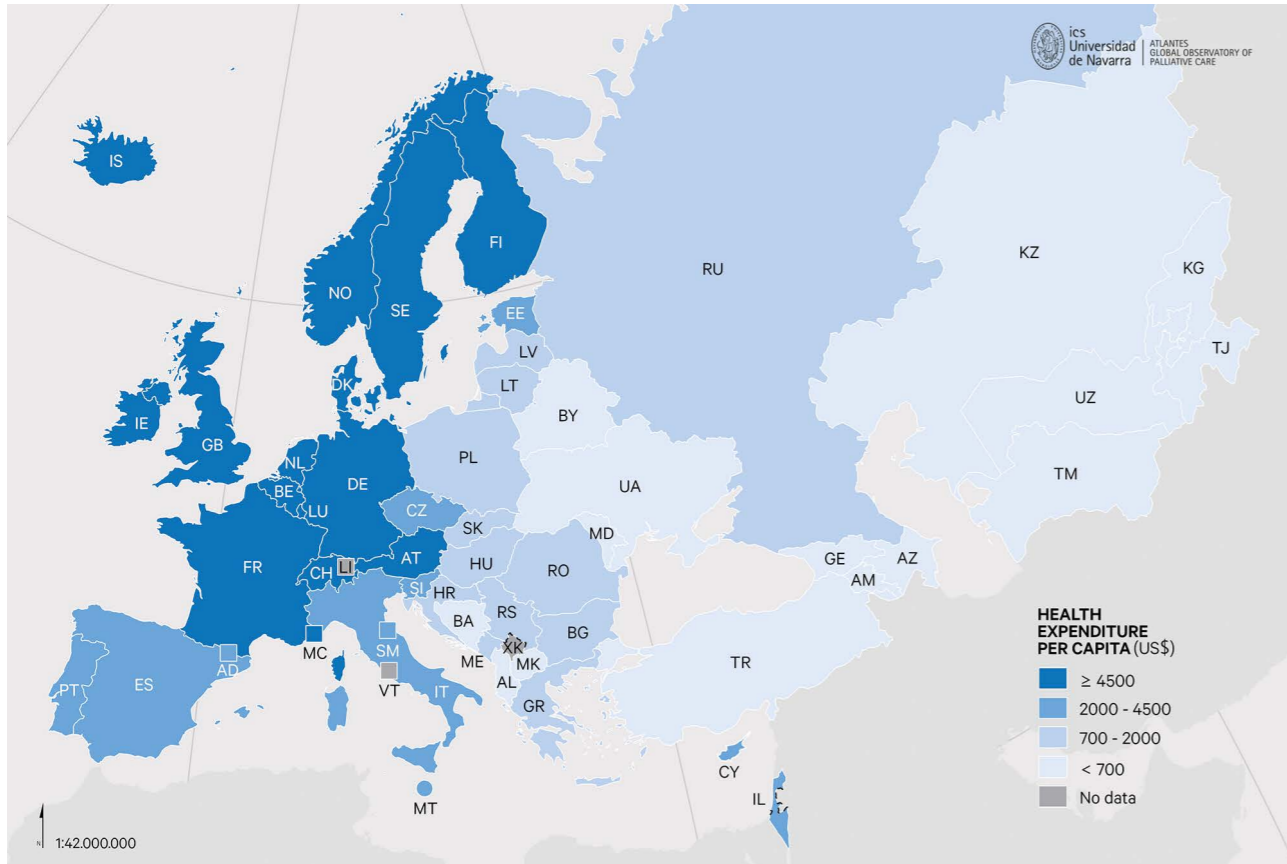 ics
Universidad
de Navarra
ATLANTES
GLOBAL OBSERVATORY OF
PALLIATIVE CARE
IS
NO
SE
FI
RU
KZ
KG
TJ
UZ
TM
EE
LV
LT
BY
DK
IE
GB
NL
BE
LU
DE
PL
UA
CZ
SK
MD
FR
CH
LI
AT
HU
RO
SI
HR
BA
RS
BG
GE
AZ
AM
MC
SM
VT
IT
ME
XK
MK
AL
GR
TR
AD
PT
ES
MT
CY
IL
HEALTH
EXPENDITURE
PER CAPITA (US$)
≥ 4500
2000 - 4500
700 - 2000
< 700
No data
N
1:42.000.000